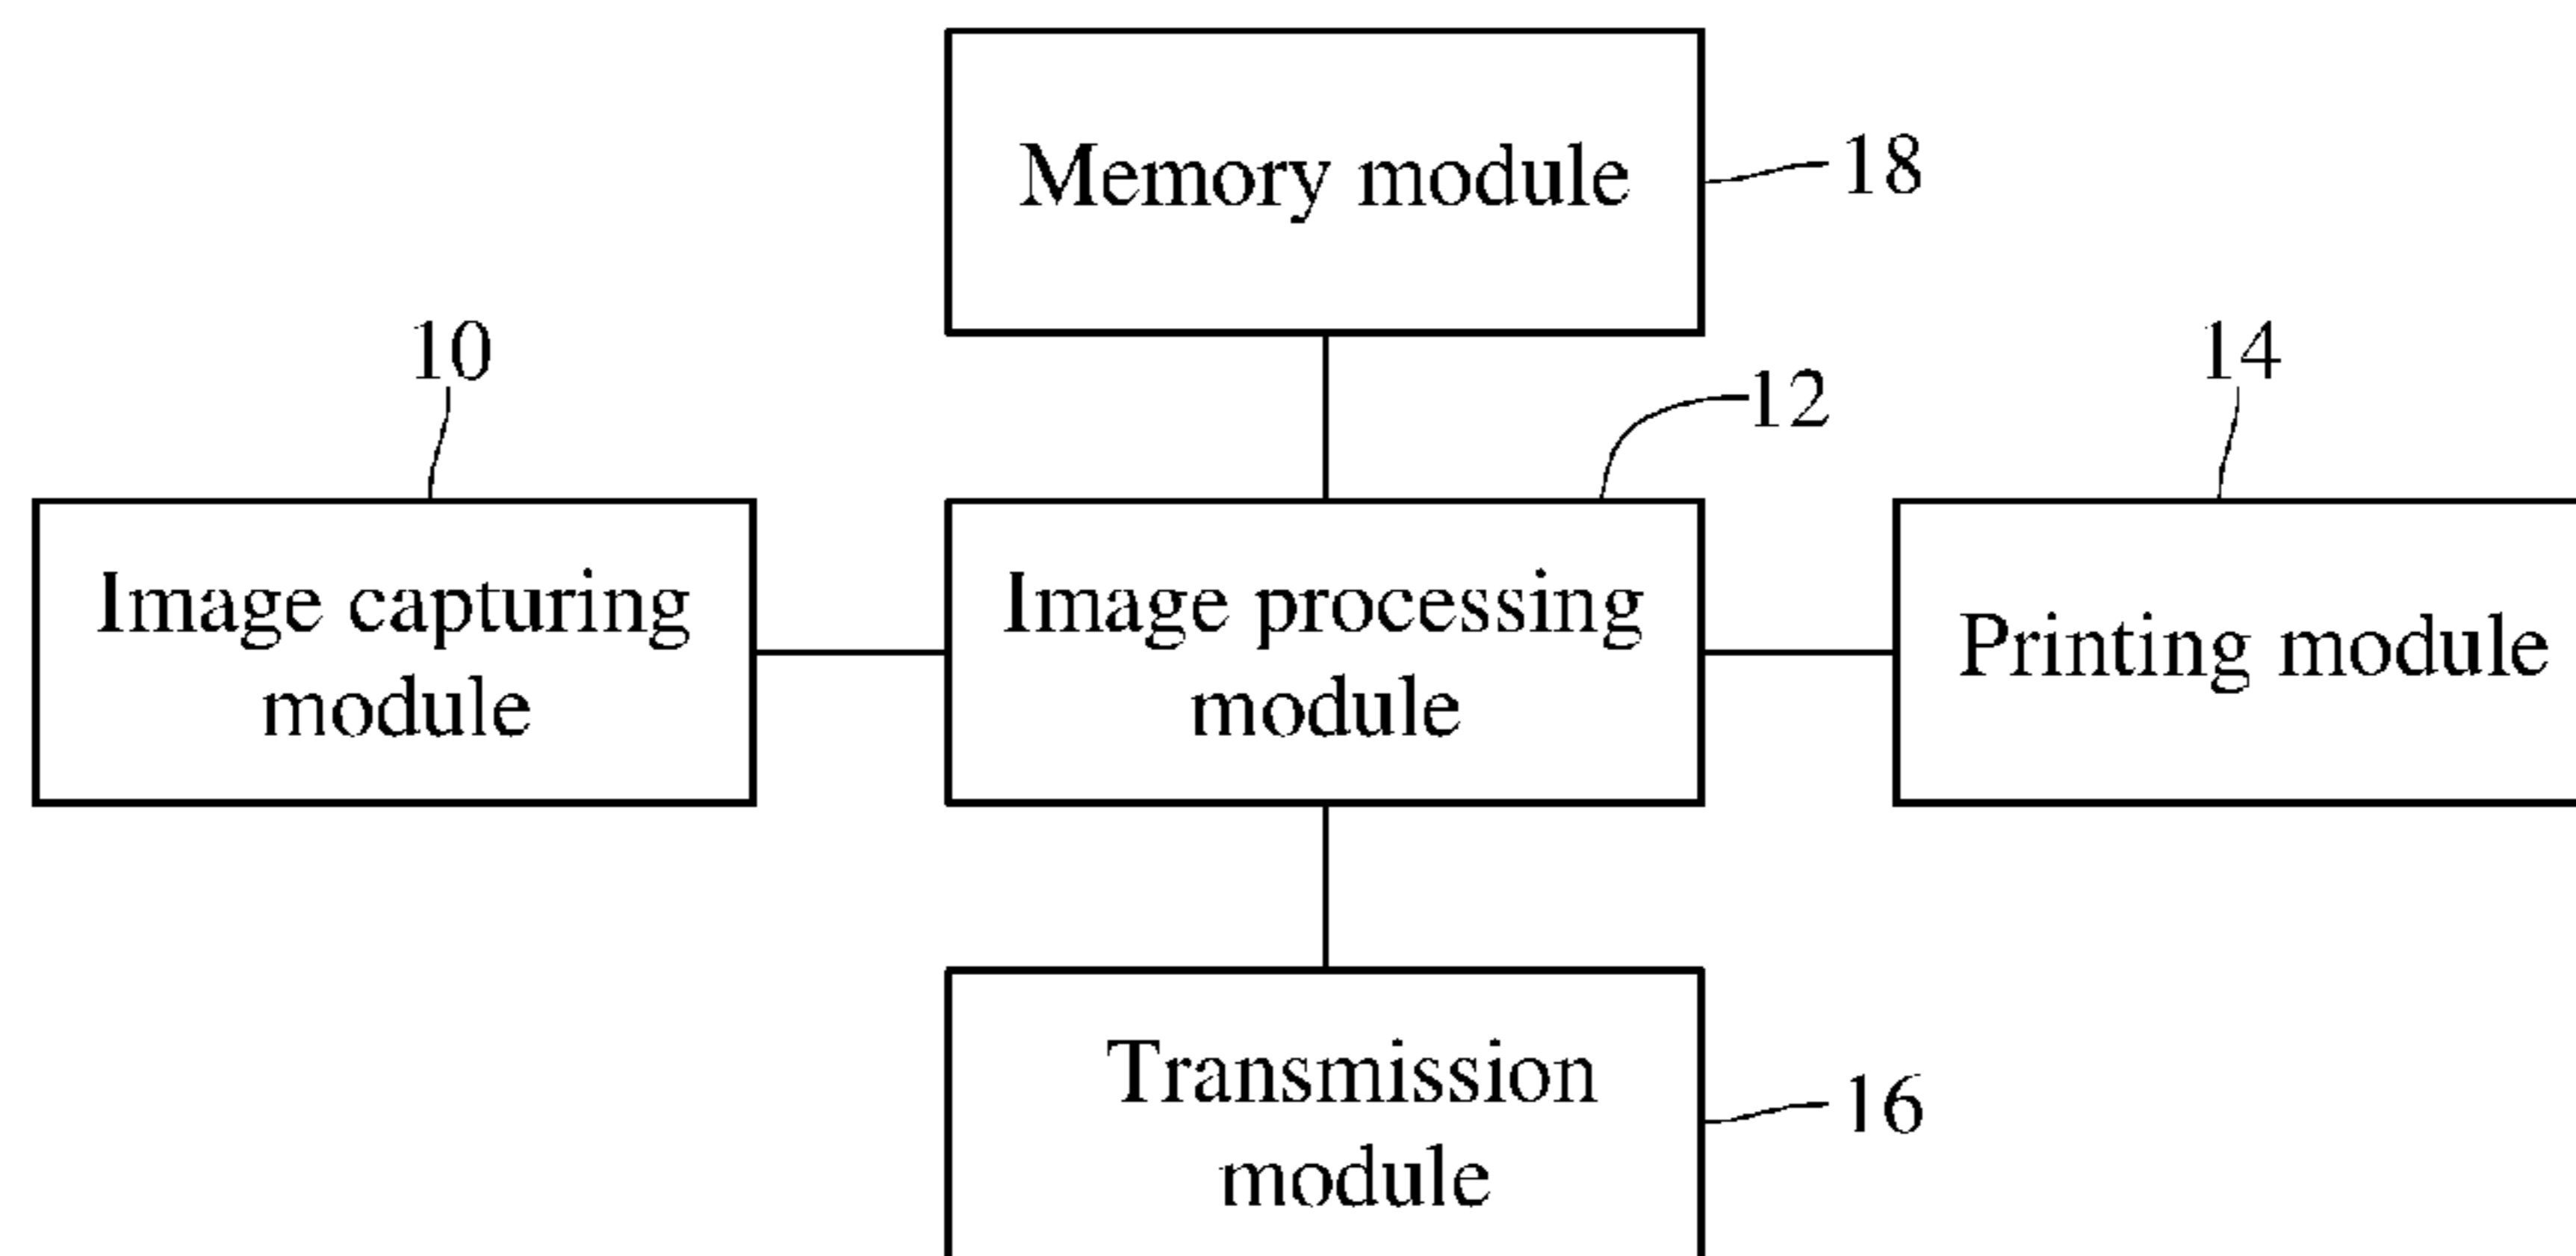 Memory module
18
10
12
14
Image capturing
module
Image processing
module
Printing module
Transmission
module
16